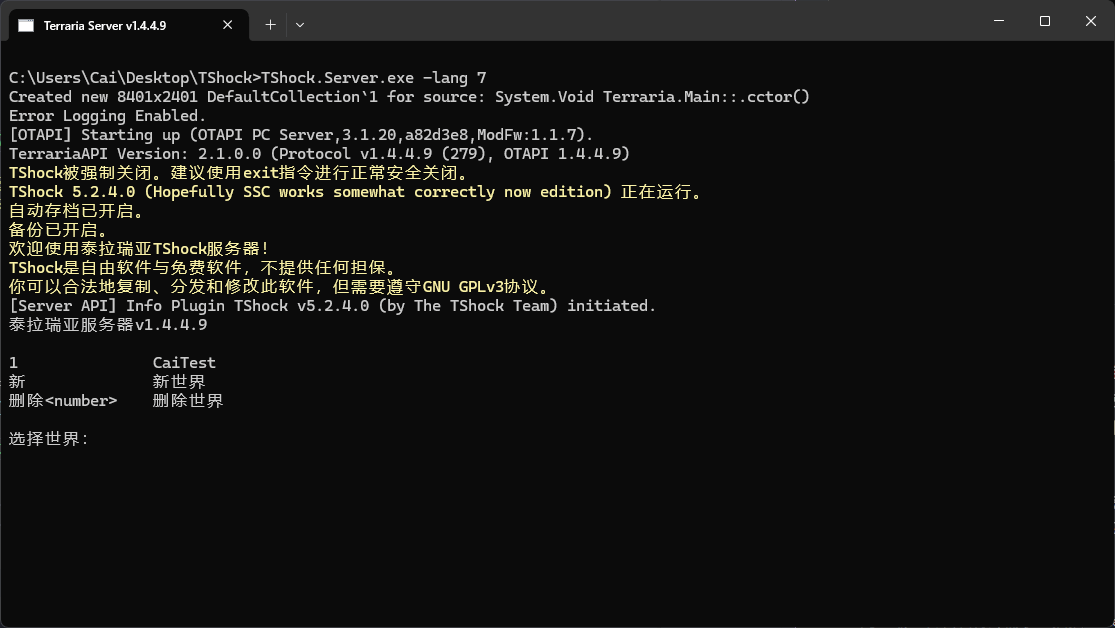 Terraria Server v1.4.4.9
C:\Users\Cai\Desktop\TShock>TShock.Server.exe -lang 7
Created new 8401x2401 DefaultCollection`1 for source: System.Void Terraria.Main::.cctor()
Error Logging Enabled.
[OTAPI] Starting up (OTAPI PC Server,3.1.20,a82d3e8,ModFw:1.1.7).
TerrariaAPI Version: 2.1.0.0 (Protocol v1.4.4.9 (279), OTAPI 1.4.4.9)
TShock被强制关闭。建议使用exit指令进行正常安全关闭。
TShock 5.2.4.0 (Hopefully SSC works somewhat correctly now edition) 正在运行。
自动存档已开启。
备份已开启。
欢迎使用泰拉瑞亚TShock服务器!
TShock是自由软件与免费软件，不提供任何担保。
你可以合法地复制、分发和修改此软件，但需要遵守GNU GPLv3协议。
[Server API] Info Plugin TShock v5.2.4.0 (by The TShock Team) initiated.
泰拉瑞亚服务器v1.4.4.9
1 CaiTest
新 新世界
删除<number> 删除世界
选择世界: